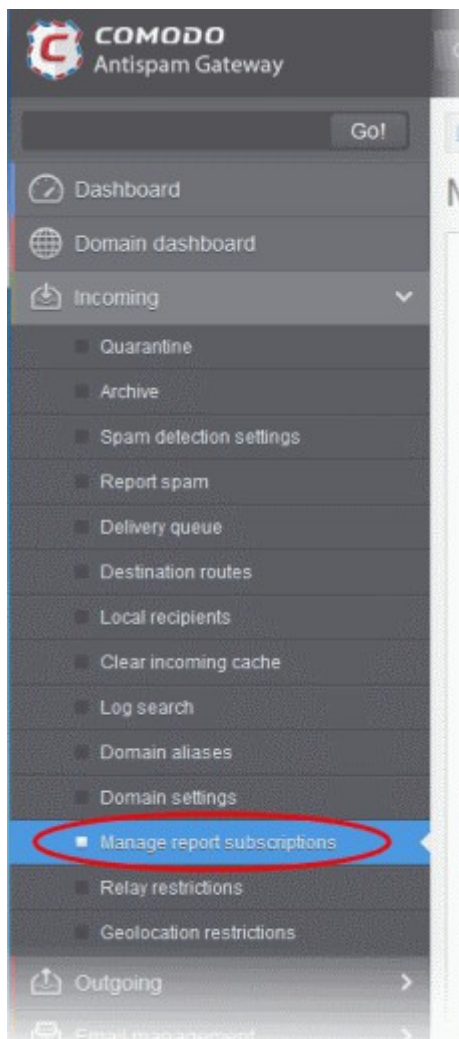 COMODO
Antispam Gateway
Go!
Dashboard
Domain dashboard
Incoming
Quarantine
Archive
Spam detection settings
Report spam
Delivery queue
Destination routes
Local recipients
Clear incoming cache
Log search
Domain aliases
Domain settings
Manage report subscriptions
Relay restrictions
Geolocation restrictions
Outgoing
Email management